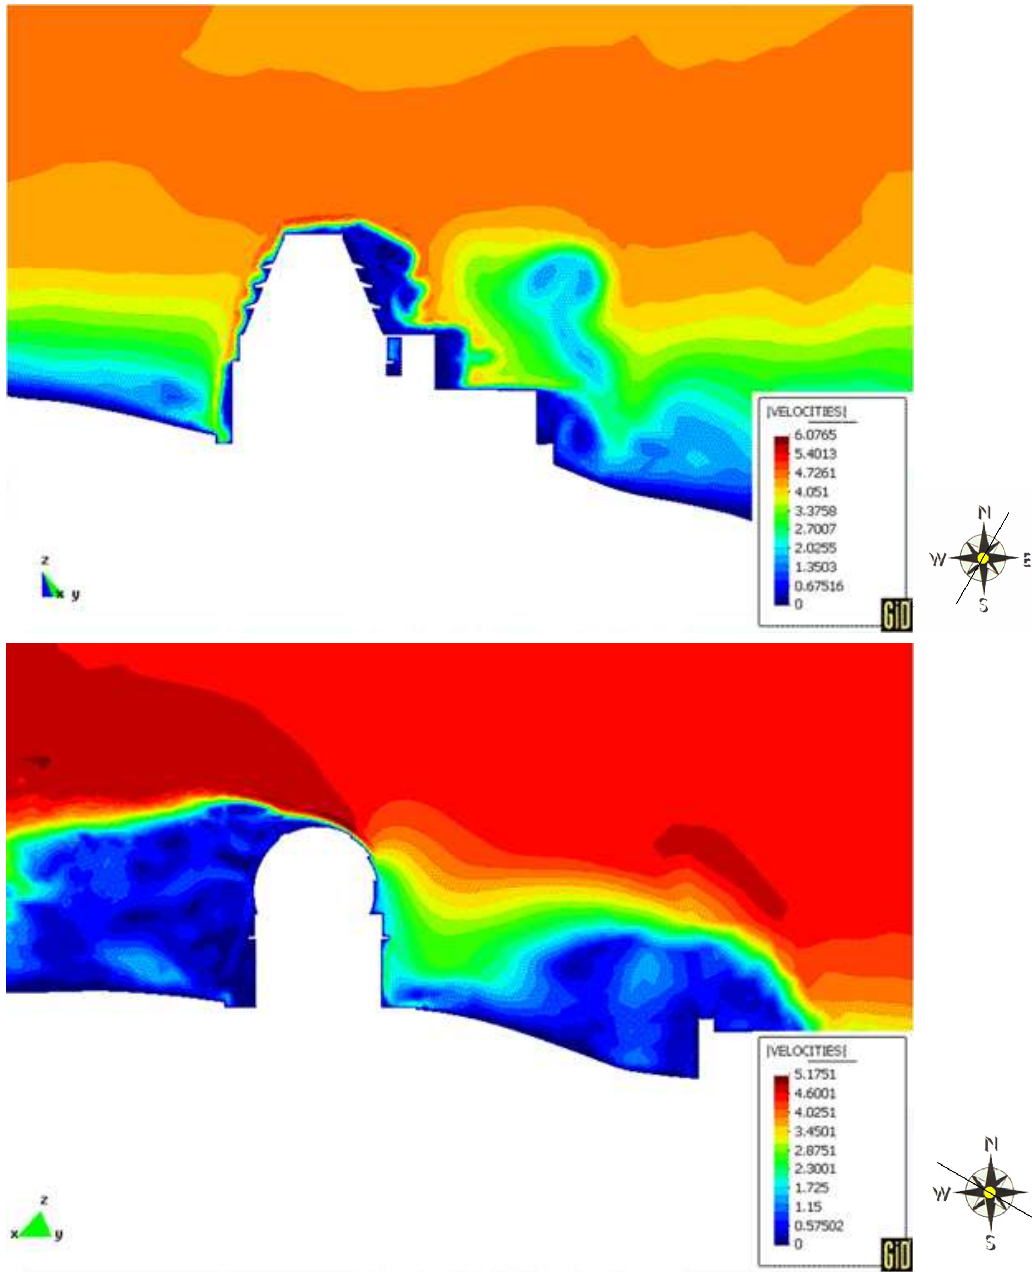 |VELOCITIES|
6.0765
5.4013
4.7261
4.051
3.3758
2.7007
2.0255
1.3503
0.67516
0
N
W E
S
z
x y
GiD
|VELOCITIES|
5.1751
4.6001
4.0251
3.4501
2.8751
2.3001
1.725
1.15
0.57502
0
N
W
S
z
x y
GiD